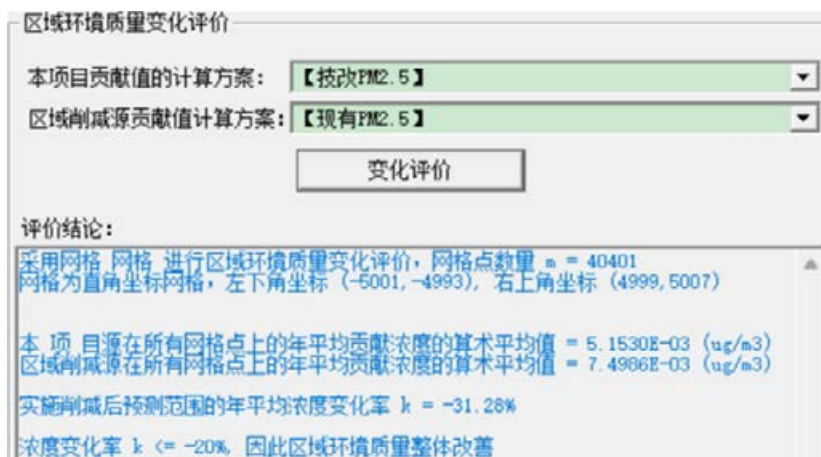 区域环境质量变化评价
本项目贡献值的计算方案：【技改PM2.5】
区域削减源贡献值计算方案：【现有PM2.5】
变化评价
评价结论：
采用网格 网格 进行区域环境质量变化评价，网格点数量 m = 40401
网格为直角坐标网格，左下角坐标 (-5001,-4993), 右上角坐标 (4999,5007)
本 项 目源在所有网格点上的年平均贡献浓度的算术平均值 = 5.1530E-03 (ug/m3)
区域削减源在所有网格点上的年平均贡献浓度的算术平均值 = 7.4986E-03 (ug/m3)
实施削减后预测范围的年平均浓度变化率 k = -31.28%
浓度变化率 k <= -20%, 因此区域环境质量整体改善